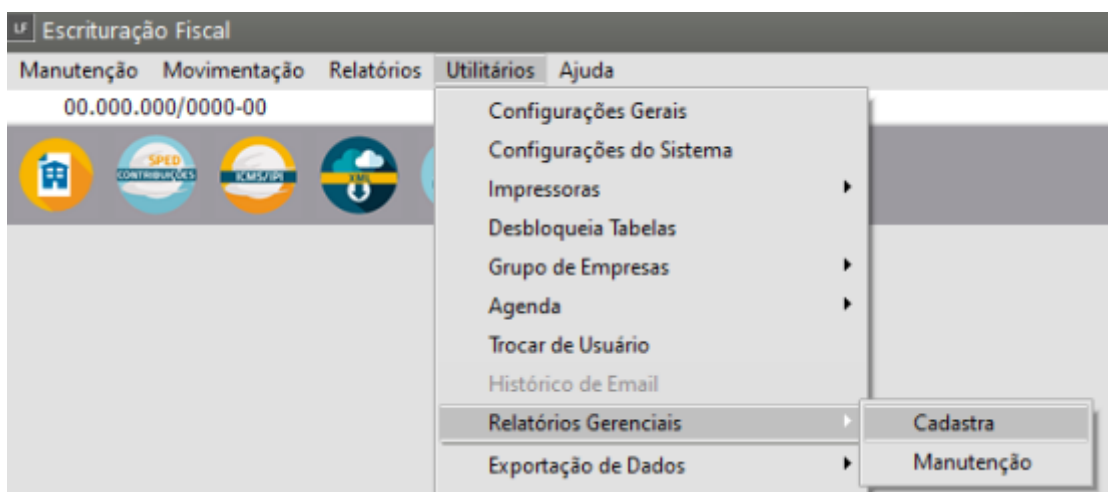 LF Escrituração Fiscal
Manutenção Movimentação Relatórios Utilitários Ajuda
00.000.000/0000-00
SPED
CONTRIBUIÇÕES
ICMS/IPI
XML
Configurações Gerais
Configurações do Sistema
Impressoras
Desbloqueia Tabelas
Grupo de Empresas
Agenda
Trocar de Usuário
Histórico de Email
Relatórios Gerenciais
Cadastra
Exportação de Dados
Manutenção